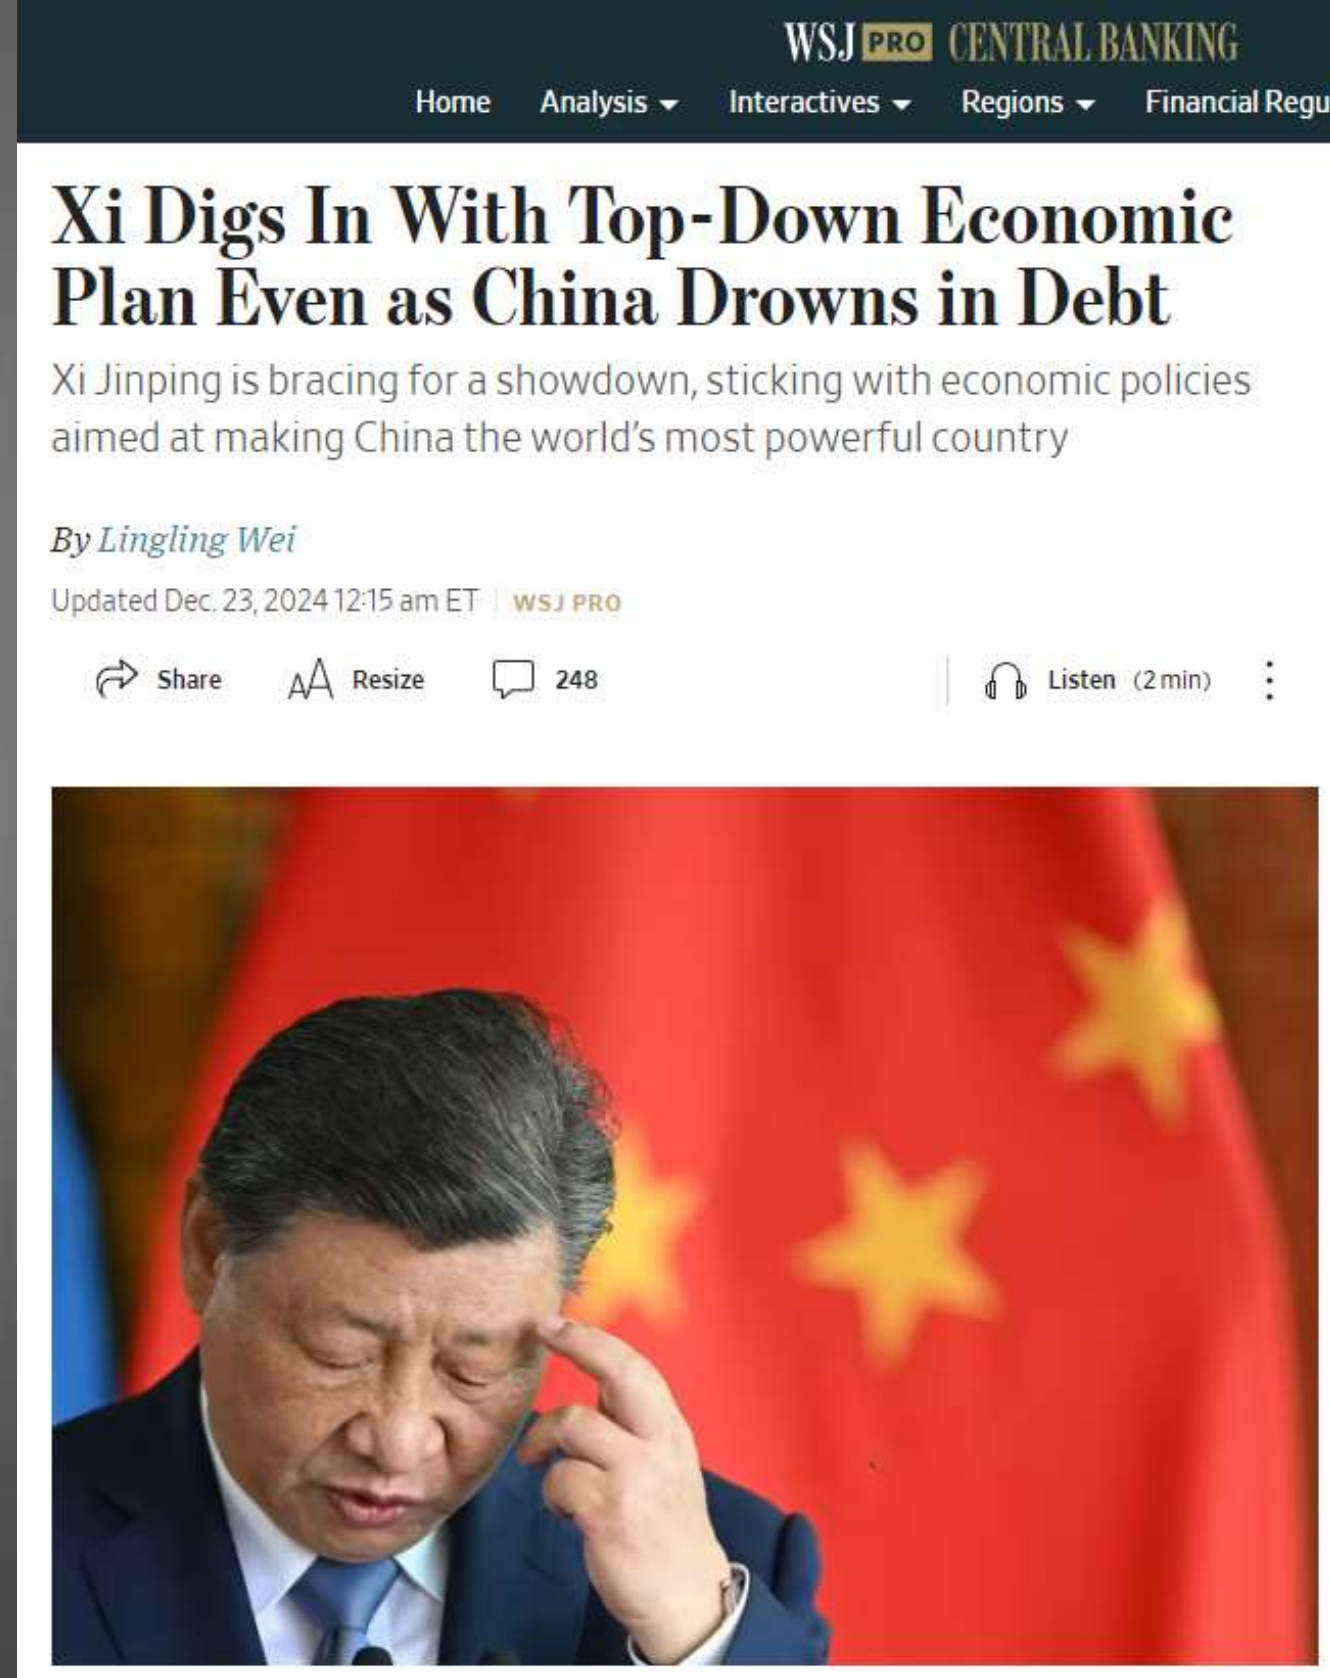 WSJ PRO CENTRAL BANKING
Home Analysis Interactives Regions Financial Regu
Xi Digs In With Top-Down Economic
Plan Even as China Drowns in Debt
Xi Jinping is bracing for a showdown, sticking with economic policies
aimed at making China the world’s most powerful country
By Lingling Wei
Updated Dec. 23, 2024 12:15 am ET WSJ PRO
Share AA Resize 248 Listen (2 min)